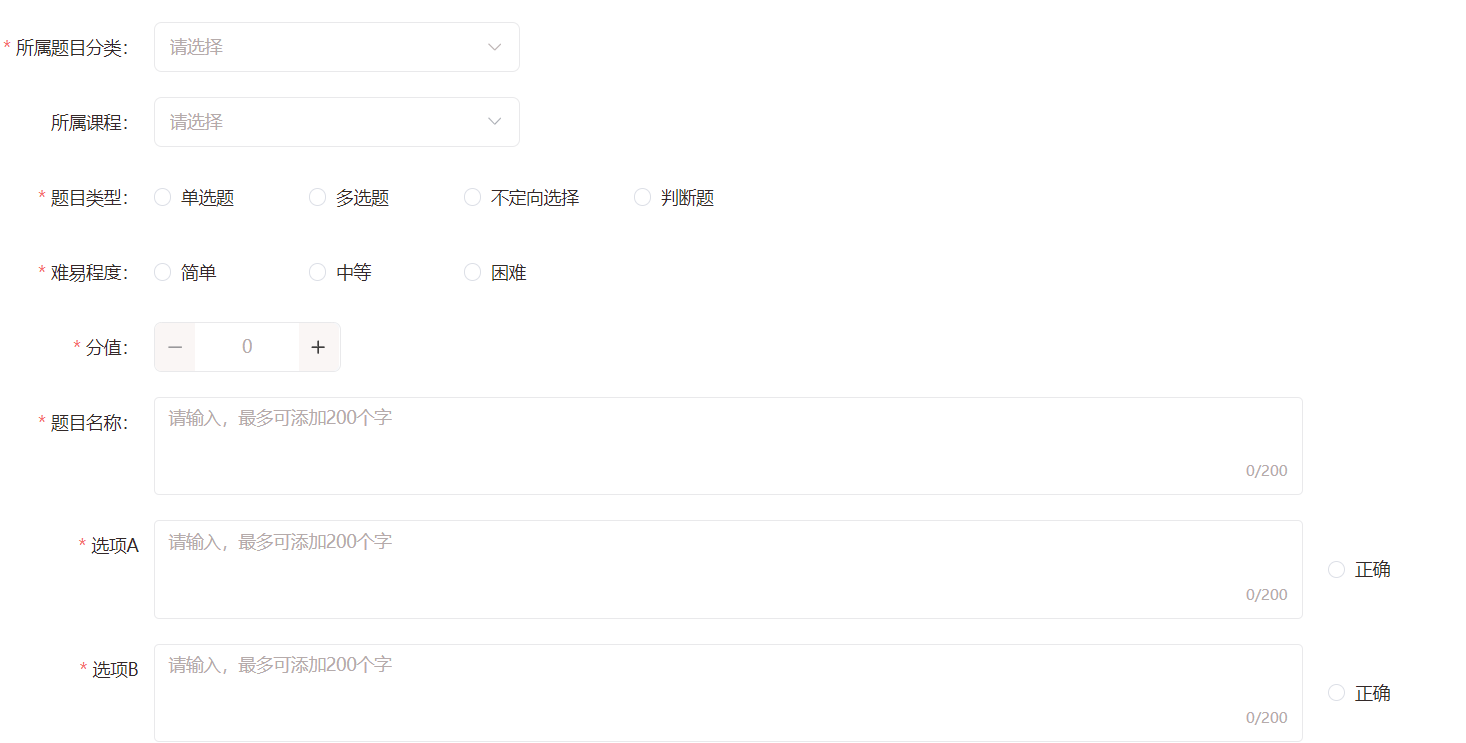 * 所属题目分类： 请选择
所属课程： 请选择
* 题目类型： 单选题 多选题 不定向选择 判断题
* 难易程度： 简单 中等 困难
* 分值： − 0 +
* 题目名称： 请输入，最多可添加200个字
0/200
* 选项A 请输入，最多可添加200个字
正确
0/200
* 选项B 请输入，最多可添加200个字
正确
0/200